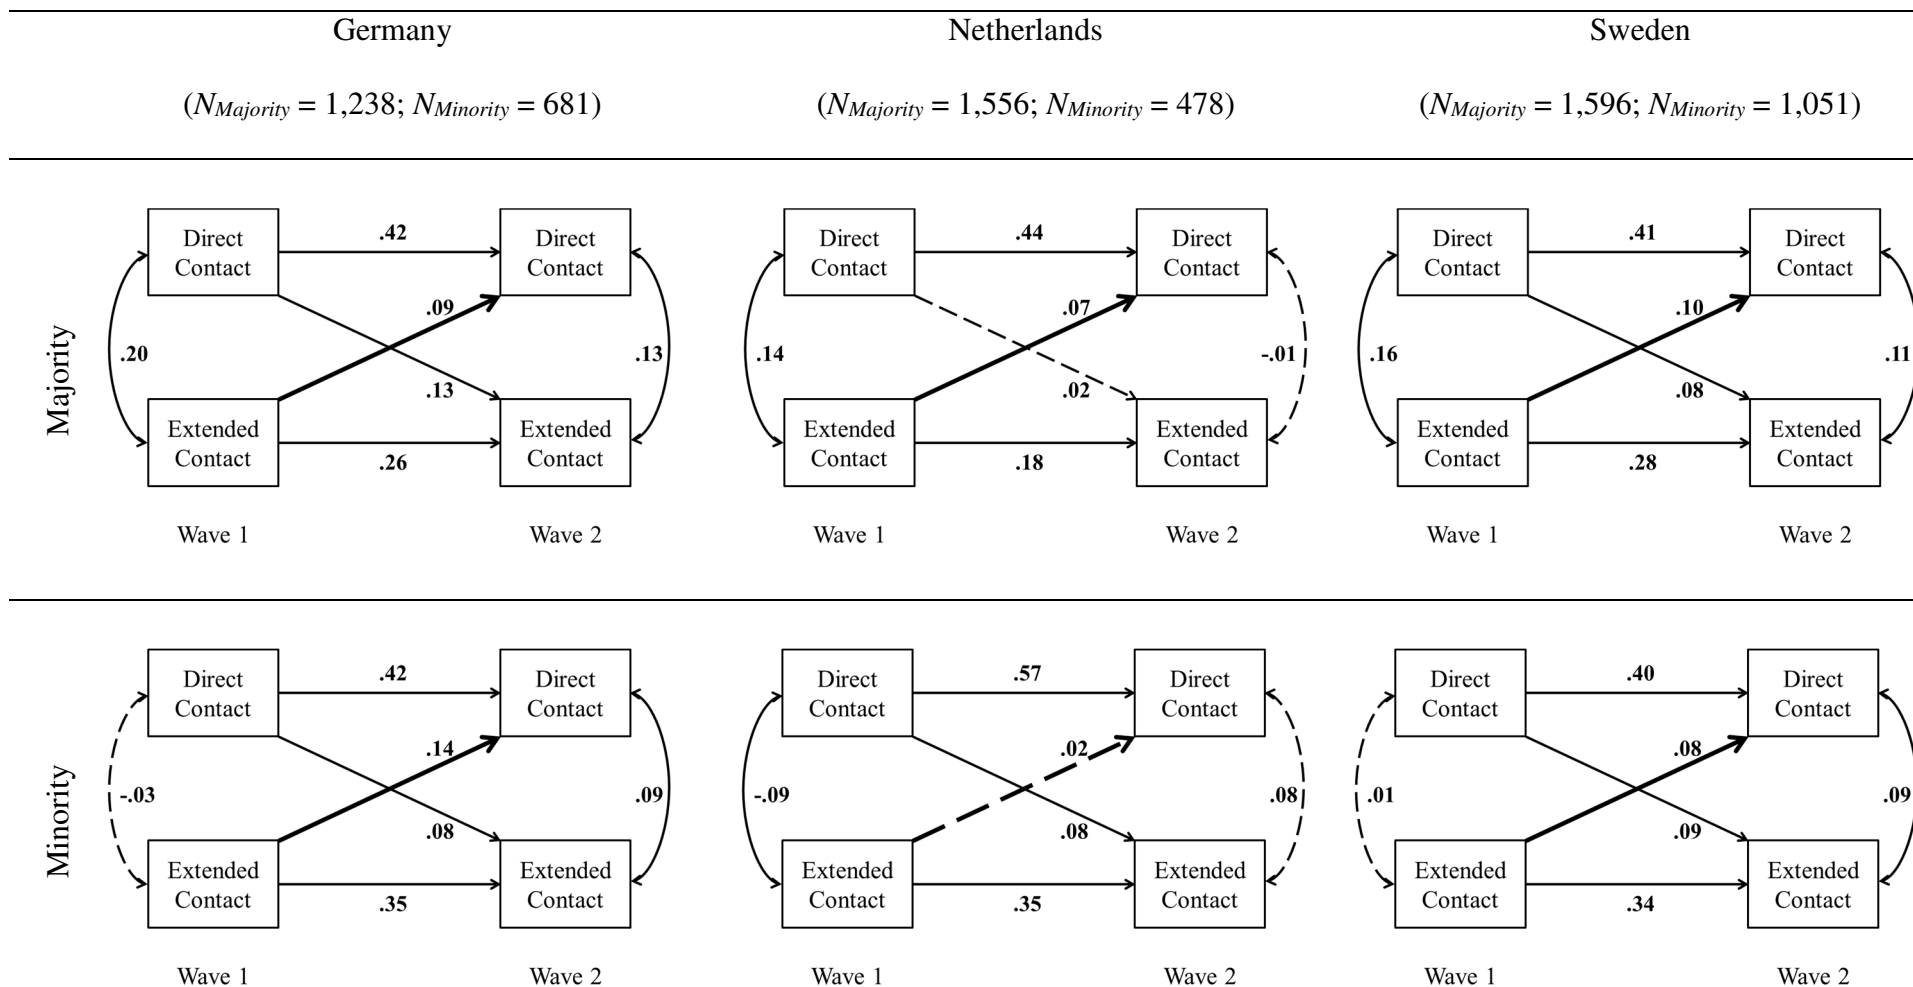 Germany
Netherlands
Sweden
(N_Majority = 1,238; N_Minority = 681)
(N_Majority = 1,556; N_Minority = 478)
(N_Majority = 1,596; N_Minority = 1,051)
Majority
Direct
Contact
.42
Direct
Contact
.09
.20
.13
.13
Extended
Contact
.26
Extended
Contact
Wave 1
Wave 2
Direct
Contact
.44
Direct
Contact
.07
.14
-.01
.02
Extended
Contact
.18
Extended
Contact
Wave 1
Wave 2
Direct
Contact
.41
Direct
Contact
.10
.16
.11
.08
Extended
Contact
.28
Extended
Contact
Wave 1
Wave 2
Minority
Direct
Contact
.42
Direct
Contact
.14
-.03
.09
.08
Extended
Contact
.35
Extended
Contact
Wave 1
Wave 2
Direct
Contact
.57
Direct
Contact
.02
-.09
.08
.08
Extended
Contact
.35
Extended
Contact
Wave 1
Wave 2
Direct
Contact
.40
Direct
Contact
.08
.01
.09
.09
Extended
Contact
.34
Extended
Contact
Wave 1
Wave 2